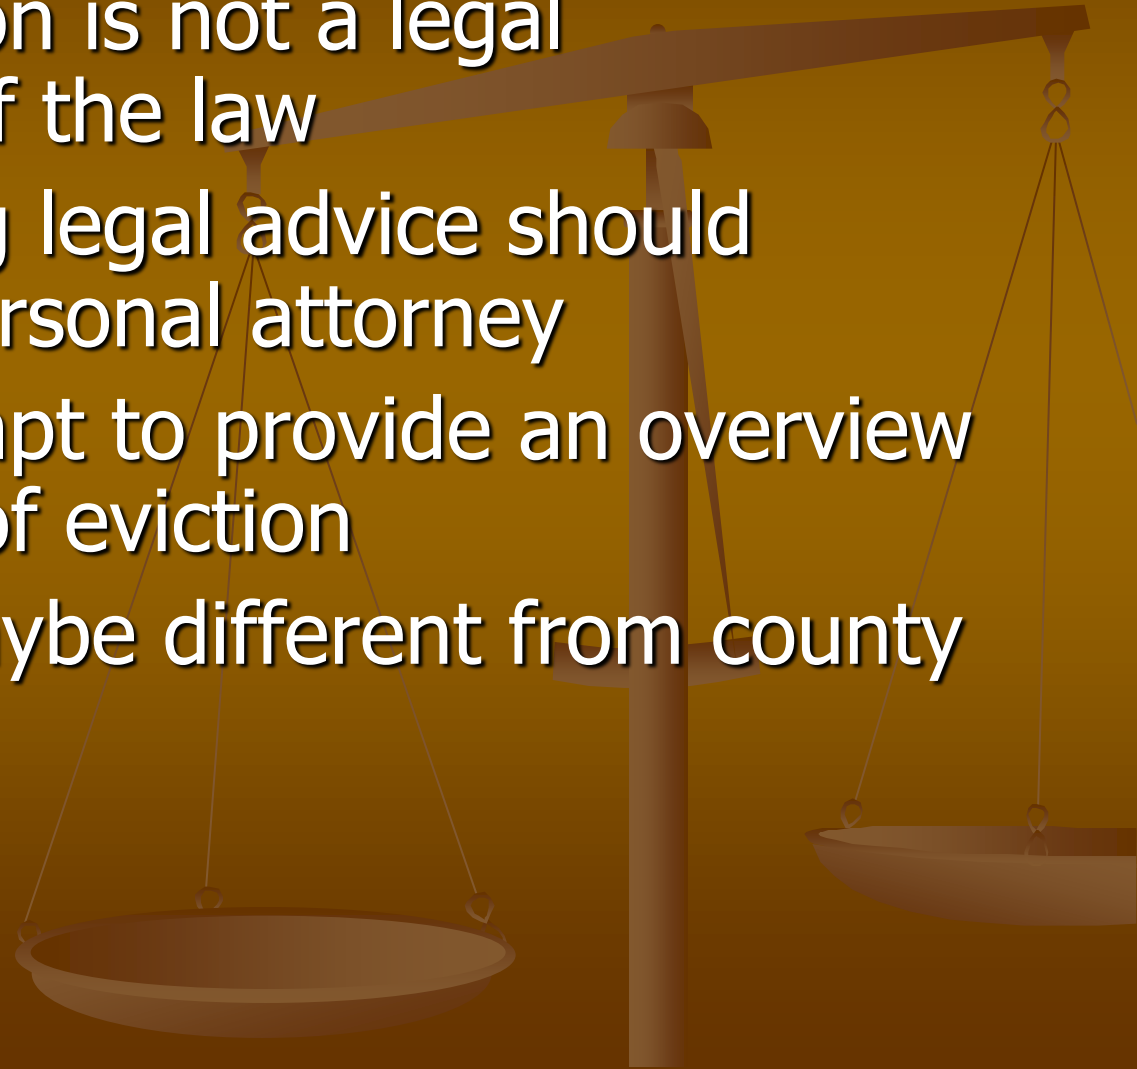 on is not a legal
f the law
g legal advice should
rsonal attorney
pt to provide an overview
of eviction
ybe different from county